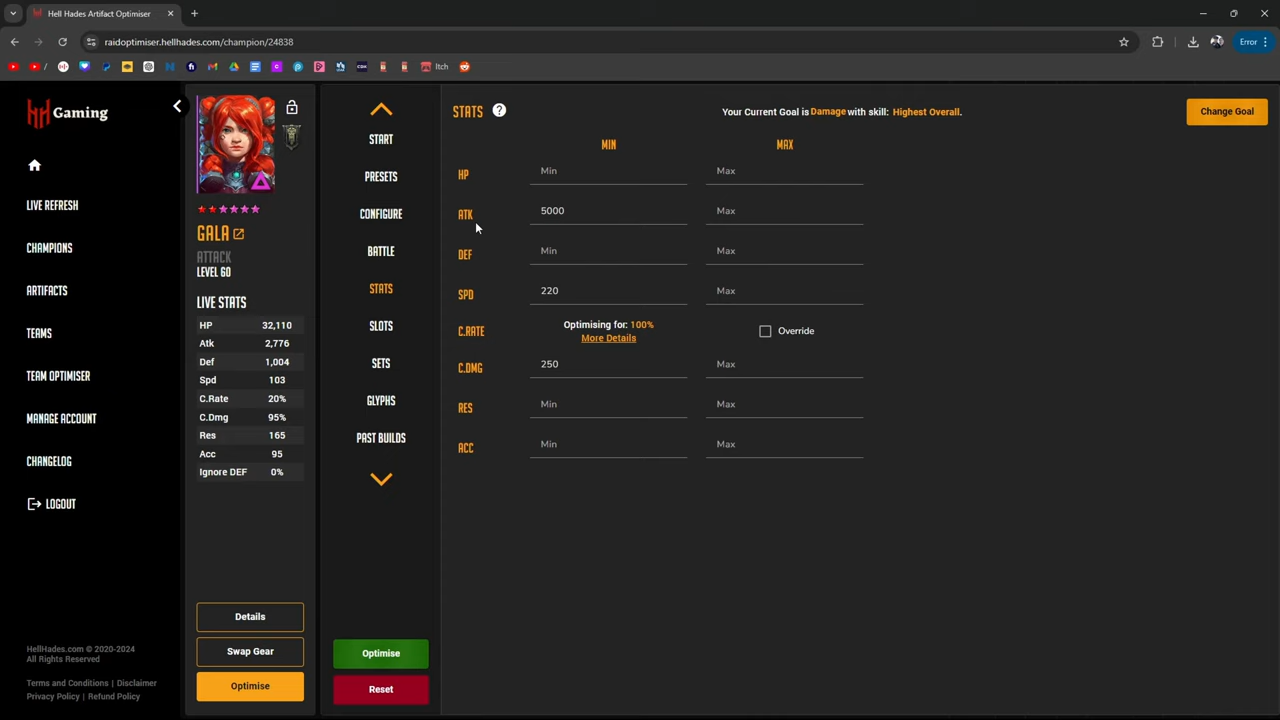 Hell Hades Artifact Optimiser
raidoptimiser.hellhades.com/champion/24838
Error
Itch
Gaming
LIVE REFRESH
CHAMPIONS
ARTIFACTS
TEAMS
TEAM OPTIMISER
MANAGE ACCOUNT
CHANGELOG
LOGOUT
HellHades.com © 2020-2024
All Rights Reserved
Terms and Conditions | Disclaimer
Privacy Policy | Refund Policy
GALA
ATTACK
LEVEL 60
LIVE STATS
HP 32,110
Atk 2,776
Def 1,004
Spd 103
C.Rate 20%
C.Dmg 95%
Res 165
Acc 95
Ignore DEF 0%
Details
Swap Gear
Optimise
START
PRESETS
CONFIGURE
BATTLE
STATS
SLOTS
SETS
GLYPHS
PAST BUILDS
Optimise
Reset
STATS ?
Your Current Goal is Damage with skill: Highest Overall.
Change Goal
MIN MAX
HP Min Max
ATK 5000 Max
DEF Min Max
SPD 220 Max
C.RATE Optimising for: 100% Override
More Details
C.DMG 250 Max
RES Min Max
ACC Min Max